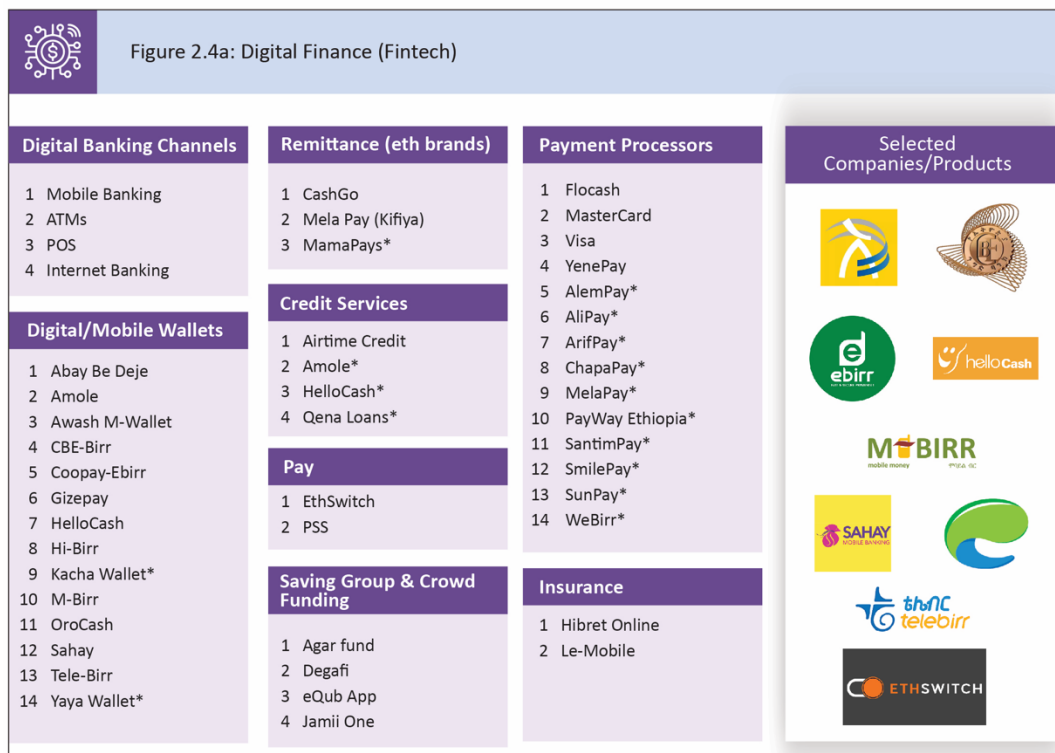 Figure 2.4a: Digital Finance (Fintech)
Digital Banking Channels
1 Mobile Banking
2 ATMs
3 POS
4 Internet Banking
Digital/Mobile Wallets
1 Abay Be Deje
2 Amole
3 Awash M-Wallet
4 CBE-Birr
5 Coopay-Ebirr
6 Gizepay
7 HelloCash
8 Hi-Birr
9 Kacha Wallet*
10 M-Birr
11 OroCash
12 Sahay
13 Tele-Birr
14 Yaya Wallet*
Remittance (eth brands)
1 CashGo
2 Mela Pay (Kifiya)
3 MamaPays*
Credit Services
1 Airtime Credit
2 Amole*
3 HelloCash*
4 Qena Loans*
Pay
1 EthSwitch
2 PSS
Saving Group & Crowd
Funding
1 Agar fund
2 Degafi
3 eQub App
4 Jamii One
Payment Processors
1 Flocash
2 MasterCard
3 Visa
4 YenePay
5 AlemPay*
6 AliPay*
7 ArifPay*
8 ChapaPay*
9 MelaPay*
10 PayWay Ethiopia*
11 SantimPay*
12 SmilePay*
13 SunPay*
14 WeBirr*
Insurance
1 Hibret Online
2 Le-Mobile
Selected
Companies/Products
ebirr
helloCash
M BIRR
mobile money
SAHAY
MOBILE BANKING
ቴሌብር
telebirr
ETHSWITCH